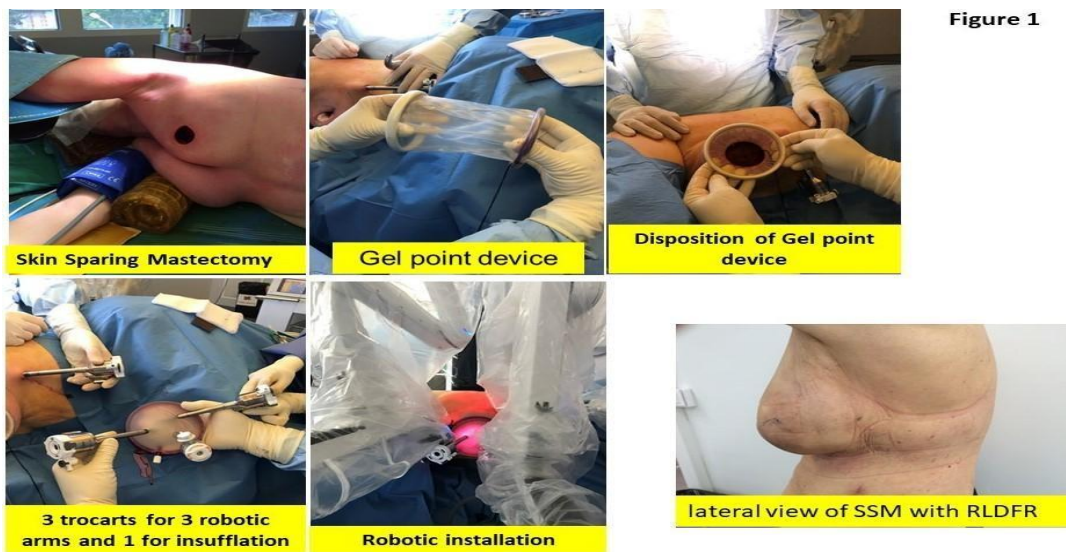 Figure 1
Skin Sparing Mastectomy
Gel point device
Disposition of Gel point
device
3 trocarts for 3 robotic
arms and 1 for insufflation
Robotic installation
lateral view of SSM with RLDFR